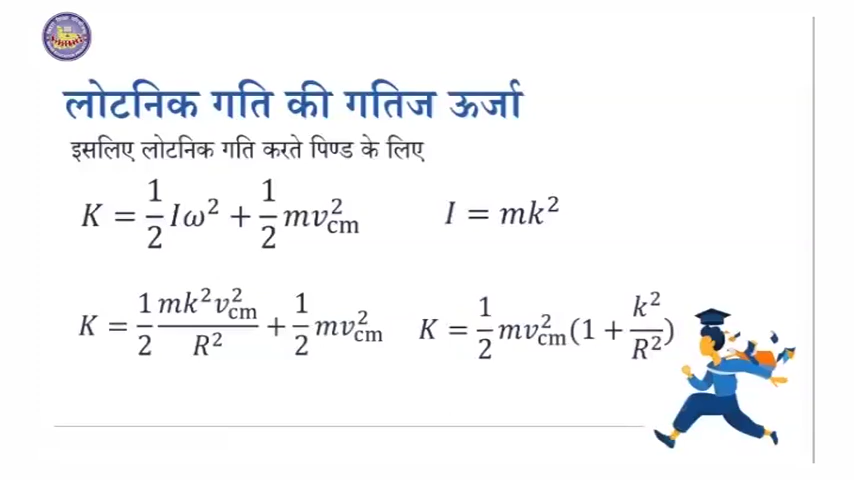 लोटनिक गति की गतिज ऊर्जा
इसलिए लोटनिक गति करते पिण्ड के लिए
K = 1/2 Iω² + 1/2 mv²cm    I = mk²
K = 1/2 mk²v²cm/R² + 1/2 mv²cm    K = 1/2 mv²cm(1 + k²/R²)